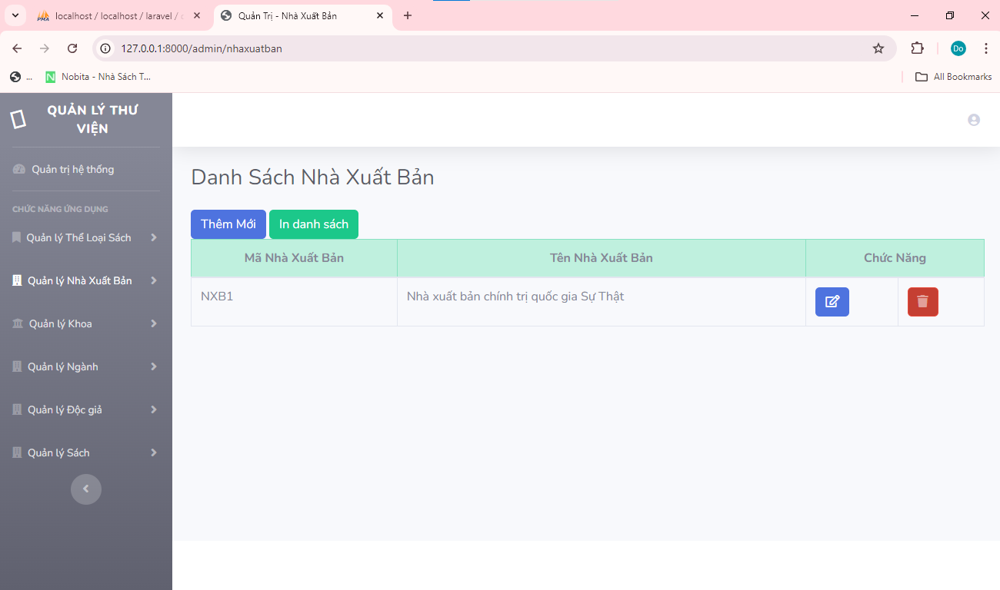 localhost / localhost / laravel /
Quản Trị - Nhà Xuất Bản
127.0.0.1:8000/admin/nhaxuatban
Do
...
Nobita - Nhà Sách T...
All Bookmarks
QUẢN LÝ THƯ
VIỆN
Quản trị hệ thống
CHỨC NĂNG ỨNG DỤNG
Quản lý Thể Loại Sách
Quản lý Nhà Xuất Bản
Quản lý Khoa
Quản lý Ngành
Quản lý Độc giả
Quản lý Sách
Danh Sách Nhà Xuất Bản
Thêm Mới In danh sách
Mã Nhà Xuất Bản Tên Nhà Xuất Bản Chức Năng
NXB1 Nhà xuất bản chính trị quốc gia Sự Thật